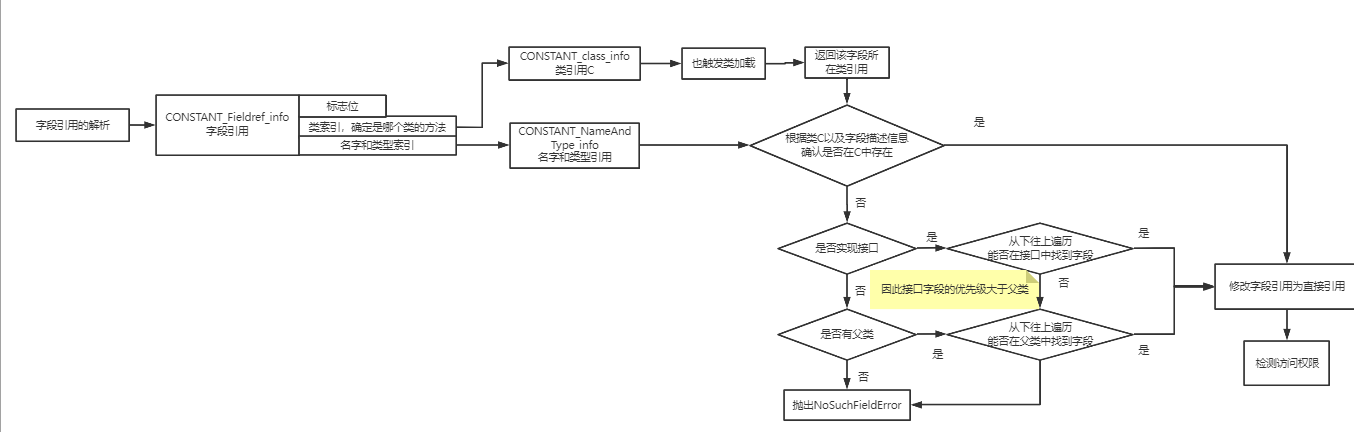 字段引用的解析
CONSTANT_Fieldref_info
字段引用
标志位
类索引，确定是哪个类的方法
名字和类型索引
CONSTANT_class_info
类引用C
也触发类加载
返回该字段所
在类引用
CONSTANT_NameAnd
Type_info
名字和类型引用
根据类C以及字段描述信息
确认是否在C中存在
是
否
是否实现接口
是
从下往上遍历
能否在接口中找到字段
是
因此接口字段的优先级大于父类
否
否
是否有父类
是
从下往上遍历
能否在父类中找到字段
是
否
抛出NoSuchFieldError
修改字段引用为直接引用
检测访问权限